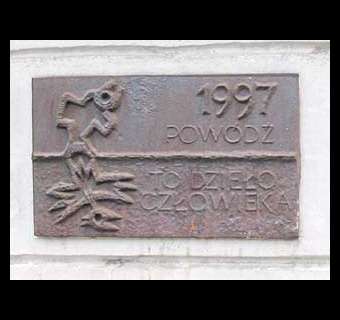 1997
POWÓDŹ
TO DZIEŁO
CZŁOWIEKA